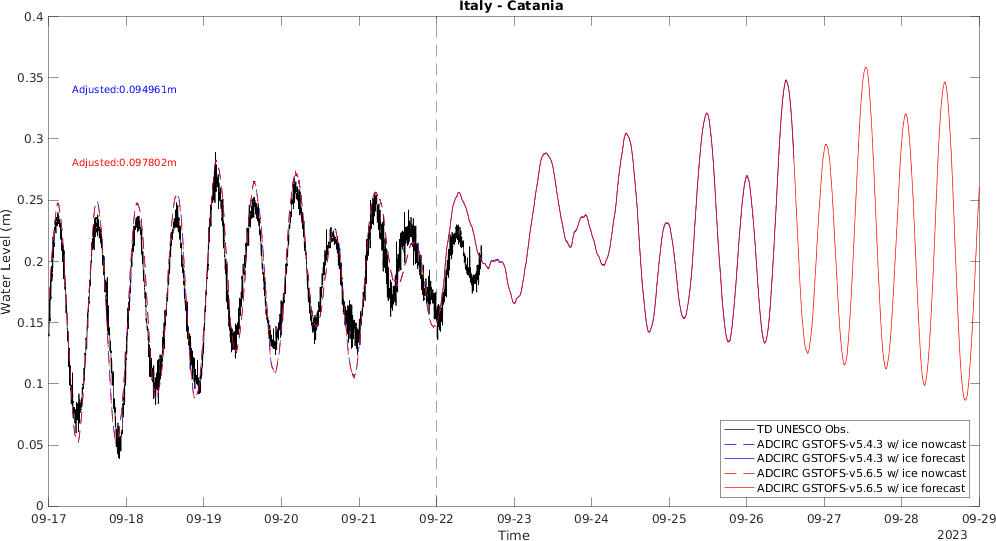 Italy - Catania
0.4
0.35
0.3
0.25
0.2
0.15
0.1
0.05
0
Water Level (m)
Adjusted:0.094961m
Adjusted:0.097802m
TD UNESCO Obs.
ADCIRC GSTOFS-v5.4.3 w/ ice nowcast
ADCIRC GSTOFS-v5.4.3 w/ ice forecast
ADCIRC GSTOFS-v5.6.5 w/ ice nowcast
ADCIRC GSTOFS-v5.6.5 w/ ice forecast
09-17 09-18 09-19 09-20 09-21 09-22 09-23 09-24 09-25 09-26 09-27 09-28 09-29
Time
2023